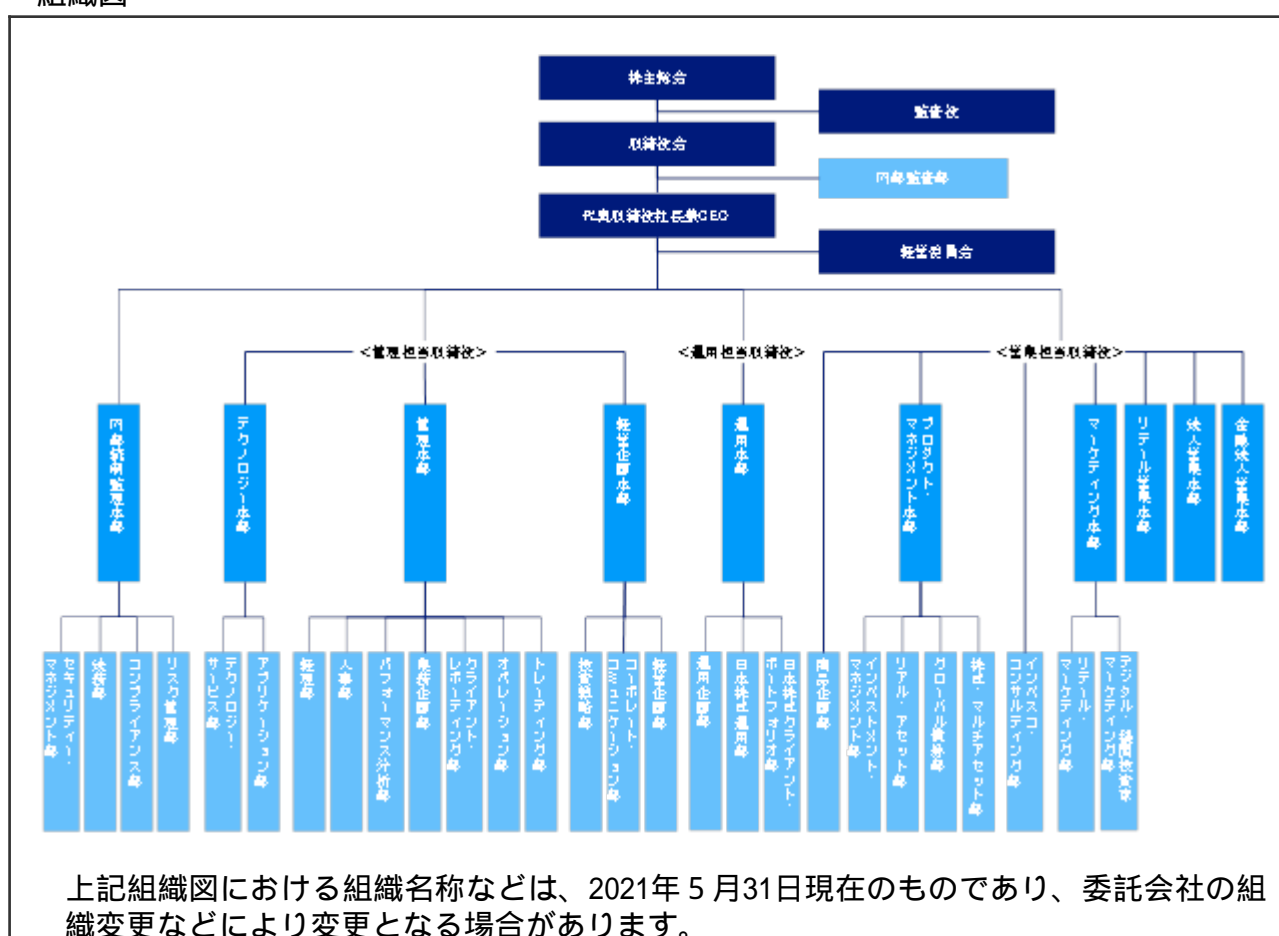 組織図
株主総会
監査役
取締役会
内部監査部
代表取締役社長兼CEO
経営委員会
＜管理担当取締役＞
＜運用担当取締役＞
＜営業担当取締役＞
内部統制監理本部
テクノロジー本部
管理本部
経営企画本部
運用本部
プロダクト・
マネジメント本部
マーケティング本部
リテール営業本部
法人営業本部
金融法人営業本部
セキュリティー・
マネジメント部
法務部
コンプライアンス部
リスク管理部
テクノロジー・
サービス部
アプリケーション部
経理部
人事部
パフォーマンス分析部
業務企画部
クライアント・
レポーティング部
オペレーション部
トレーディング部
投資戦略部
コーポレート・
コミュニケーション部
経営企画部
運用企画部
日本株式運用部
日本株式クライアント・
ポートフォリオ部
商品企画部
インベストメント・
マネジメント部
リアル・アセット部
グローバル債券部
株式・マルチアセット部
インベスコ・
コンサルティング部
リテール・
マーケティング部
デジタル・機関投資家
マーケティング部
上記組織図における組織名称などは、2021年５月31日現在のものであり、委託会社の組
織変更などにより変更となる場合があります。